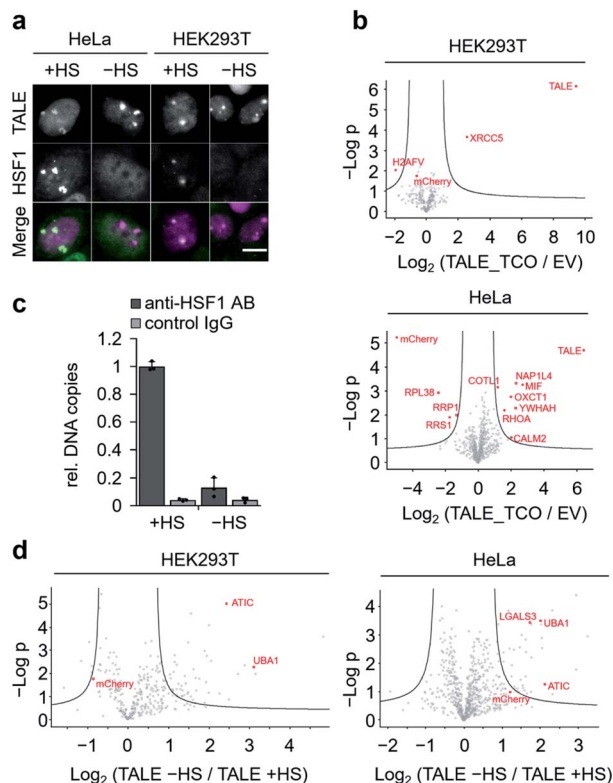 a
HeLa HEK293T
+HS −HS +HS −HS
TALE
HSF1
Merge
b
HEK293T
−Log p
6
5
4
3
2
1
0
TALE
XRCC5
H2AFV
mCherry
−2 0 2 4 6 8 10
Log2 (TALE_TCO / EV)
HeLa
−Log p
5
4
3
2
1
0
mCherry
TALE
COTL1
NAP1L4
MIF
RPL38
OXCT1
RRP1
YWHAH
RRS1
RHOA
CALM2
−4 −2 0 2 4 6
Log2 (TALE_TCO / EV)
c
anti-HSF1 AB
control IgG
rel. DNA copies
1.2
1
0.8
0.6
0.4
0.2
0
+HS −HS
d
HEK293T
−Log p
5
4
3
2
1
0
ATIC
UBA1
mCherry
−1 0 1 2 3 4
Log2 (TALE −HS / TALE +HS)
HeLa
−Log p
4
3
2
1
0
LGALS3
UBA1
ATIC
mCherry
−1 0 1 2 3
Log2 (TALE −HS / TALE +HS)